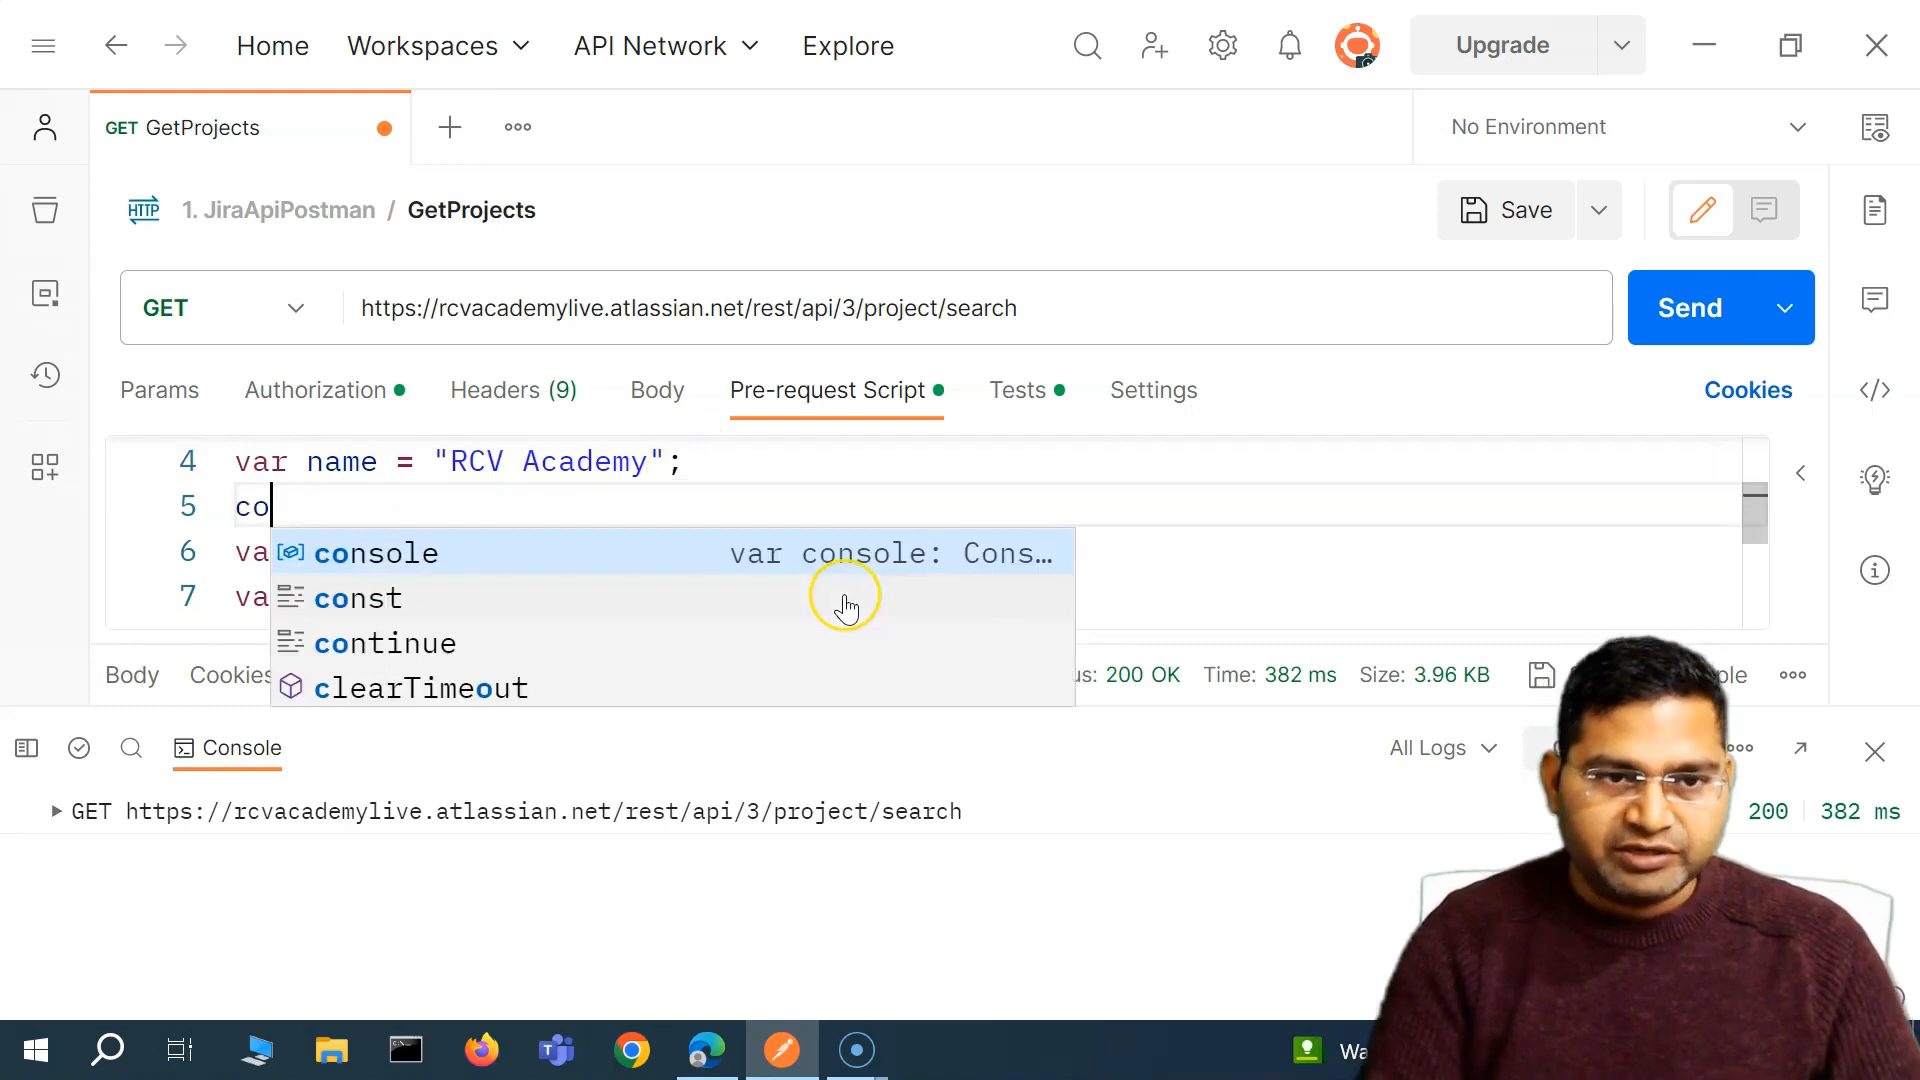 Home Workspaces API Network Explore Upgrade
GET GetProjects No Environment
HTTP 1. JiraApiPostman / GetProjects Save
GET https://rcvacademylive.atlassian.net/rest/api/3/project/search Send
Params Authorization Headers (9) Body Pre-request Script Tests Settings Cookies
4 var name = "RCV Academy";
5 co
6 va
console var console: Cons…
const
7 va
continue
clearTimeout
Body Cookies 200 OK Time: 382 ms Size: 3.96 KB
Console All Logs
GET https://rcvacademylive.atlassian.net/rest/api/3/project/search 200 382 ms